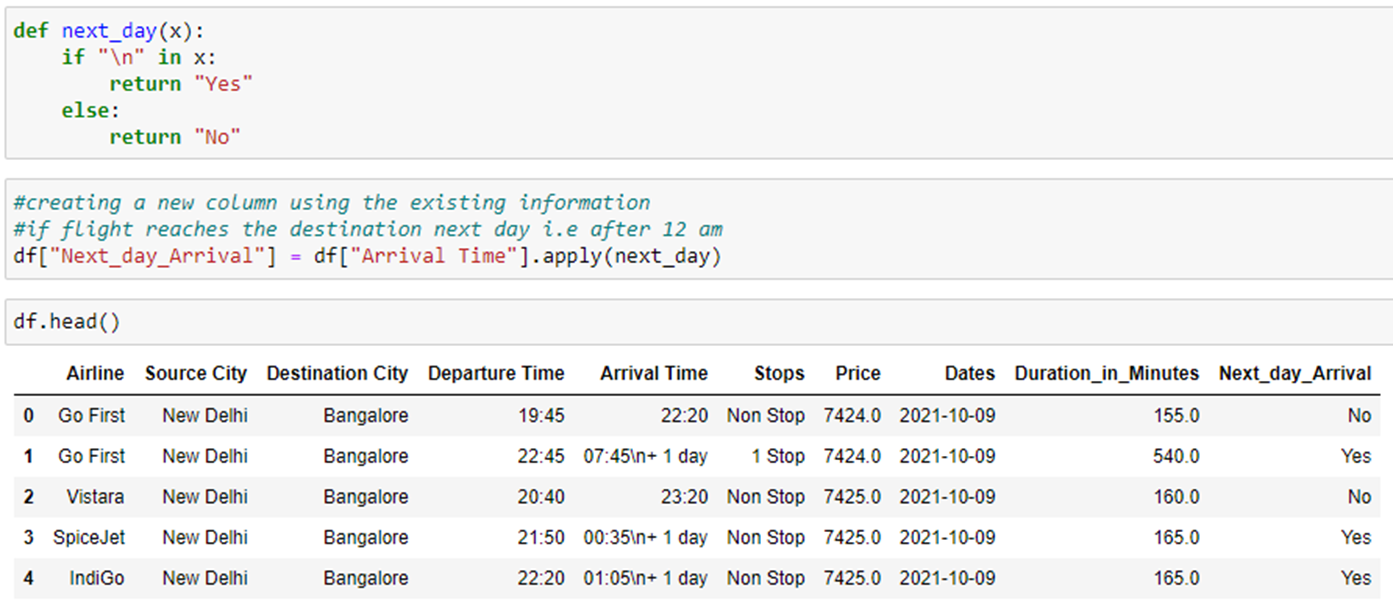 def next_day(x):
    if "\n" in x:
        return "Yes"
    else:
        return "No"
#creating a new column using the existing information
#if flight reaches the destination next day i.e after 12 am
df["Next_day_Arrival"] = df["Arrival Time"].apply(next_day)
df.head()
Airline Source City Destination City Departure Time Arrival Time Stops Price Dates Duration_in_Minutes Next_day_Arrival
0 Go First New Delhi Bangalore 19:45 22:20 Non Stop 7424.0 2021-10-09 155.0 No
1 Go First New Delhi Bangalore 22:45 07:45\n+ 1 day 1 Stop 7424.0 2021-10-09 540.0 Yes
2 Vistara New Delhi Bangalore 20:40 23:20 Non Stop 7425.0 2021-10-09 160.0 No
3 SpiceJet New Delhi Bangalore 21:50 00:35\n+ 1 day Non Stop 7425.0 2021-10-09 165.0 Yes
4 IndiGo New Delhi Bangalore 22:20 01:05\n+ 1 day Non Stop 7425.0 2021-10-09 165.0 Yes